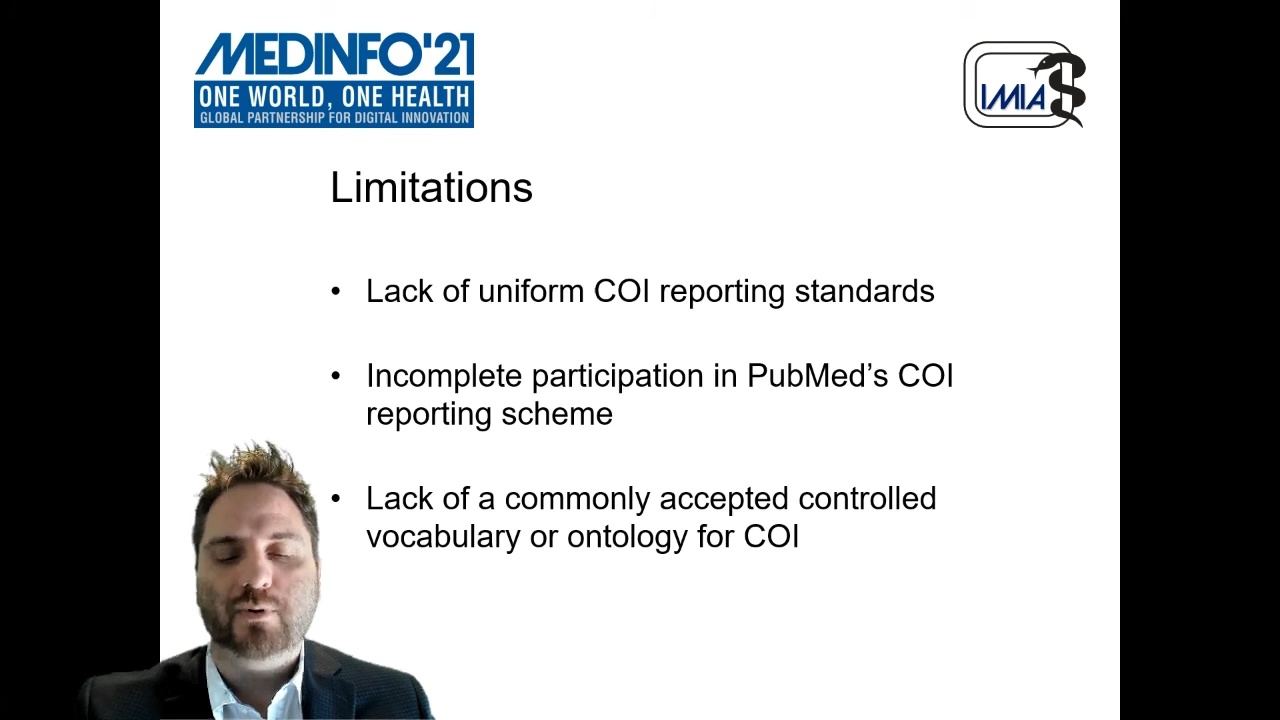 MEDINFO'21
ONE WORLD, ONE HEALTH
GLOBAL PARTNERSHIP FOR DIGITAL INNOVATION
IMIA
Limitations
• Lack of uniform COI reporting standards
• Incomplete participation in PubMed’s COI
reporting scheme
• Lack of a commonly accepted controlled
vocabulary or ontology for COI